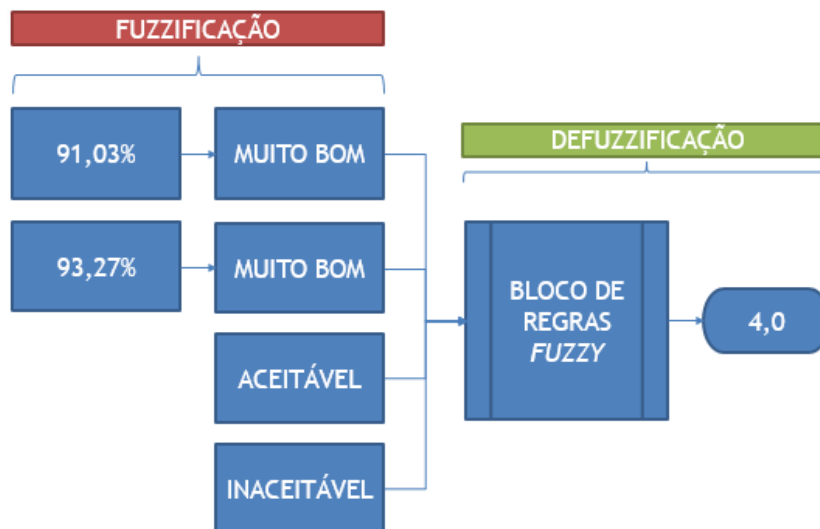 FUZZIFICAÇÃO
91,03%
MUITO BOM
93,27%
MUITO BOM
ACEITÁVEL
INACEITÁVEL
DEFUZZIFICAÇÃO
BLOCO DE
REGRAS
FUZZY
4,0